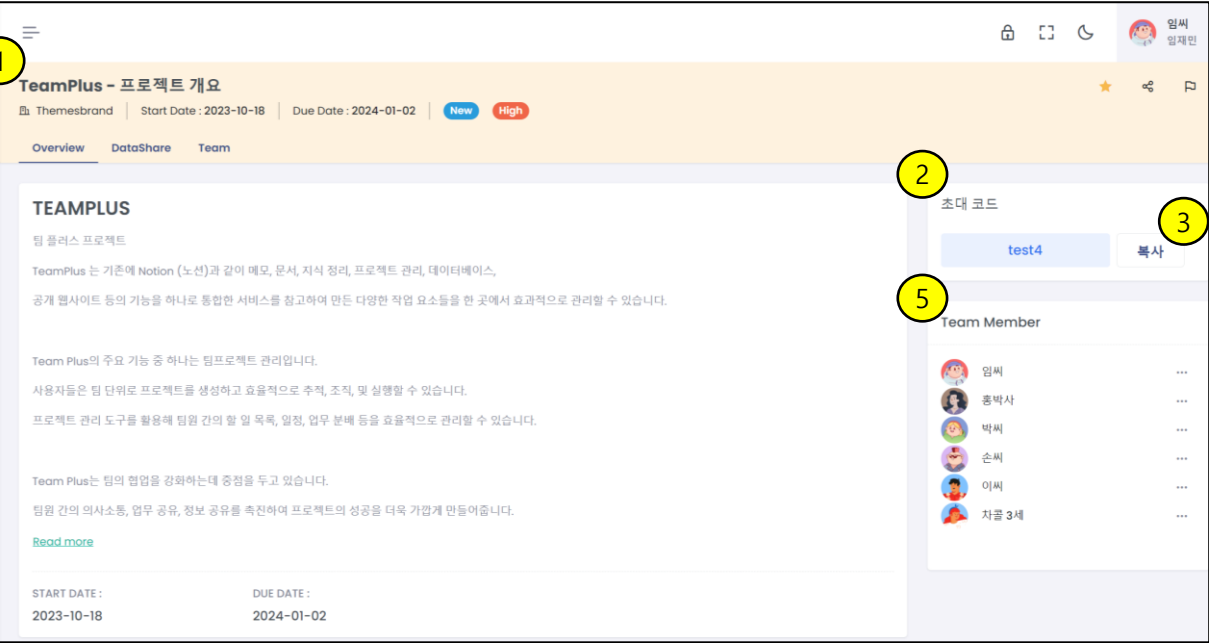 임씨
임재민
1
TeamPlus - 프로젝트 개요
Themesbrand Start Date : 2023-10-18 Due Date : 2024-01-02 New High
Overview DataShare Team
2
TEAMPLUS
팀 플러스 프로젝트
TeamPlus 는 기존에 Notion (노션)과 같이 메모, 문서, 지식 정리, 프로젝트 관리, 데이터베이스,
공개 웹사이트 등의 기능을 하나로 통합한 서비스를 참고하여 만든 다양한 작업 요소들을 한 곳에서 효과적으로 관리할 수 있습니다.
Team Plus의 주요 기능 중 하나는 팀프로젝트 관리입니다.
사용자들은 팀 단위로 프로젝트를 생성하고 효율적으로 추적, 조직, 및 실행할 수 있습니다.
프로젝트 관리 도구를 활용해 팀원 간의 할 일 목록, 일정, 업무 분배 등을 효율적으로 관리할 수 있습니다.
Team Plus는 팀의 협업을 강화하는데 중점을 두고 있습니다.
팀원 간의 의사소통, 업무 공유, 정보 공유를 촉진하여 프로젝트의 성공을 더욱 가깝게 만들어줍니다.
Read more
START DATE : DUE DATE :
2023-10-18 2024-01-02
초대 코드
3
test4 복사
5
Team Member
임씨 ...
홍박사 ...
박씨 ...
손씨 ...
이씨 ...
차콜 3세 ...